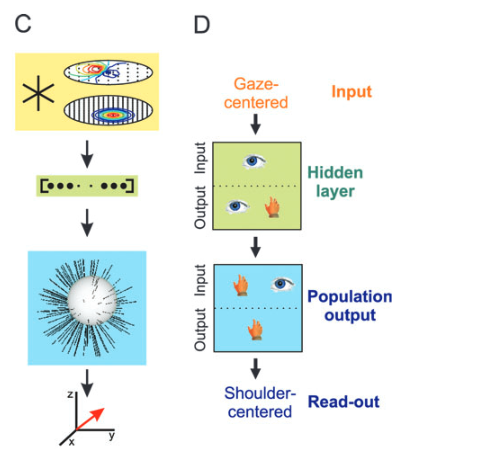 C
D
Gaze-
centered
Input
Input
Output
Hidden
layer
Input
Output
Population
output
Shoulder-
centered
Read-out
z
y
x